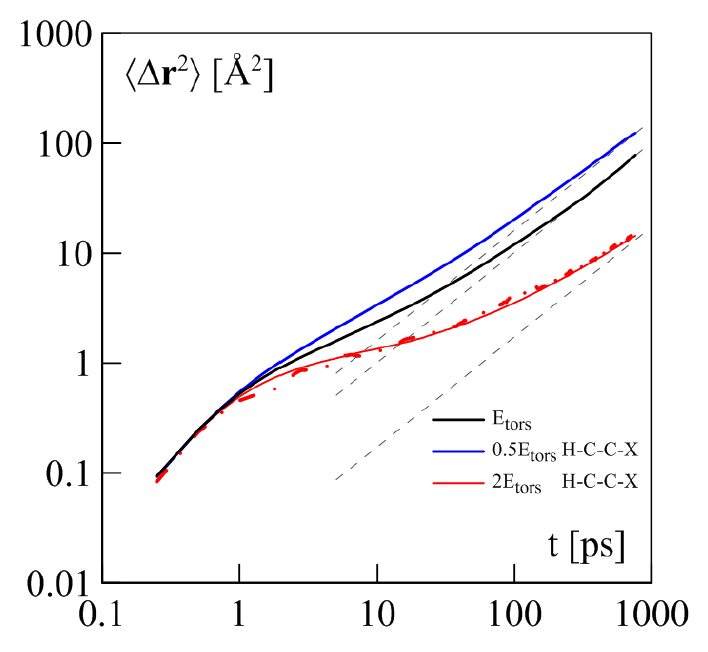 1000
⟨Δr²⟩ [Å²]
100
10
1
E_tors
0.5E_tors H-C-C-X
0.1
2E_tors H-C-C-X
t [ps]
0.01
0.1 1 10 100 1000